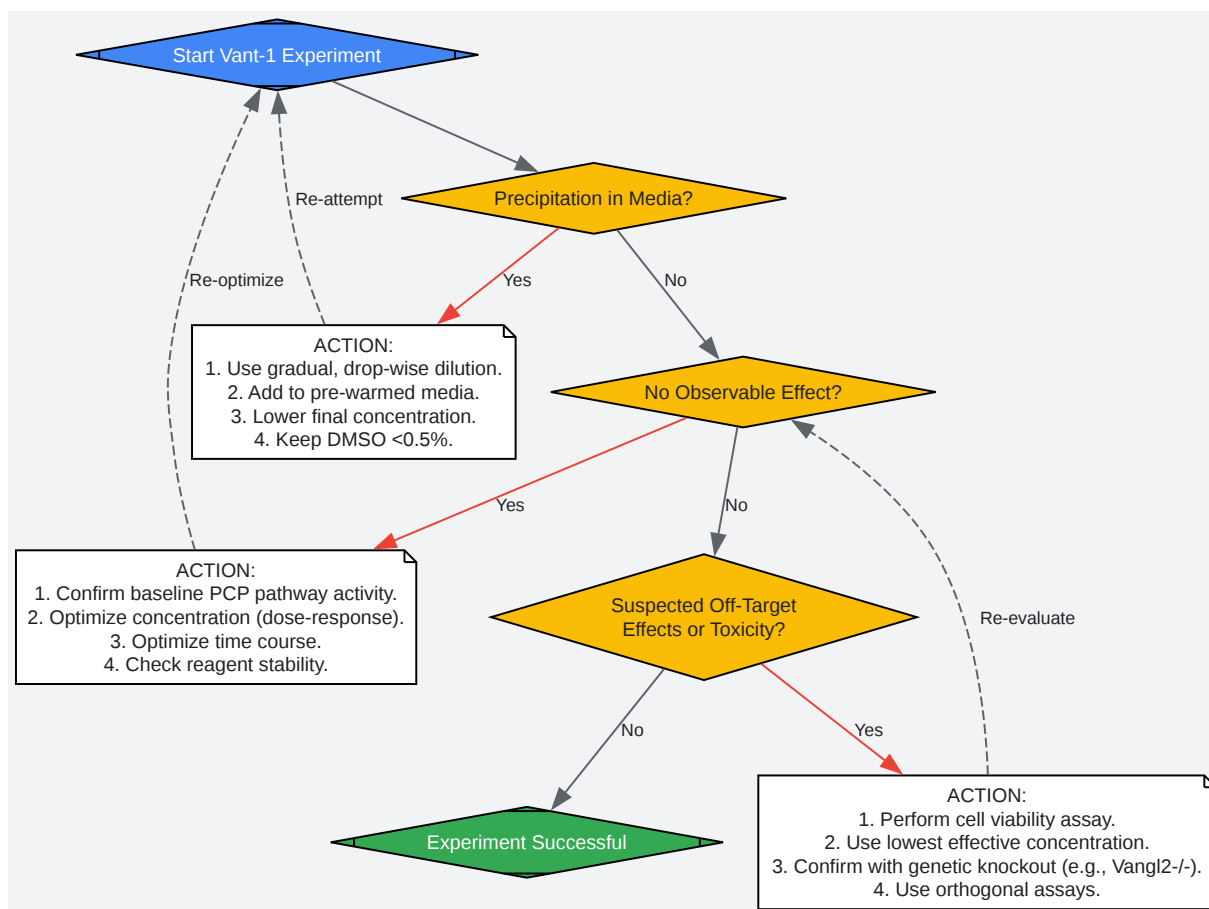 Start Vant-1 Experiment
Precipitation in Media?
Re-attempt
Re-optimize
Yes
No
ACTION:
1. Use gradual, drop-wise dilution.
2. Add to pre-warmed media.
3. Lower final concentration.
4. Keep DMSO <0.5%.
No Observable Effect?
Yes
No
ACTION:
1. Confirm baseline PCP pathway activity.
2. Optimize concentration (dose-response).
3. Optimize time course.
4. Check reagent stability.
Suspected Off-Target
Effects or Toxicity?
Re-evaluate
No
Yes
Experiment Successful
ACTION:
1. Perform cell viability assay.
2. Use lowest effective concentration.
3. Confirm with genetic knockout (e.g., Vangl2-/-).
4. Use orthogonal assays.